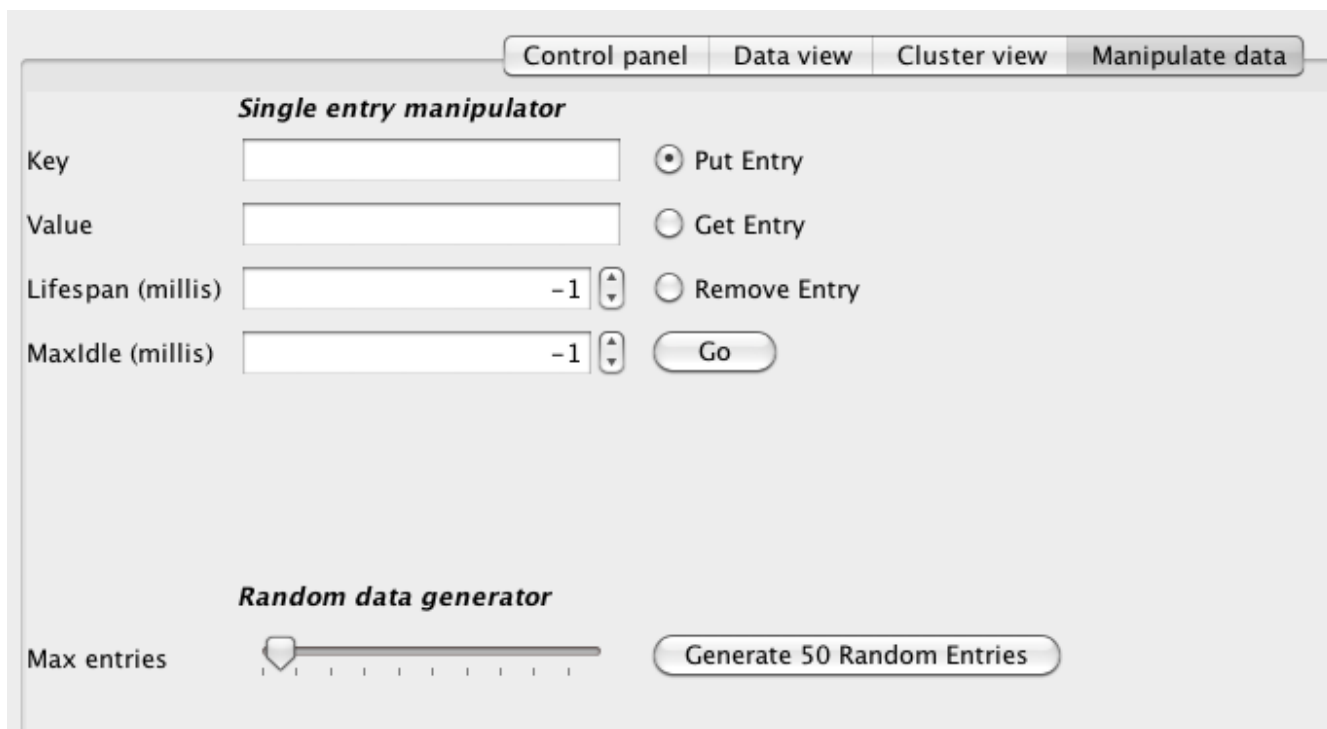 Control panel Data view Cluster view Manipulate data
Single entry manipulator
Key Put Entry
Value Get Entry
Lifespan (millis) -1 Remove Entry
MaxIdle (millis) -1 Go
Random data generator
Max entries Generate 50 Random Entries